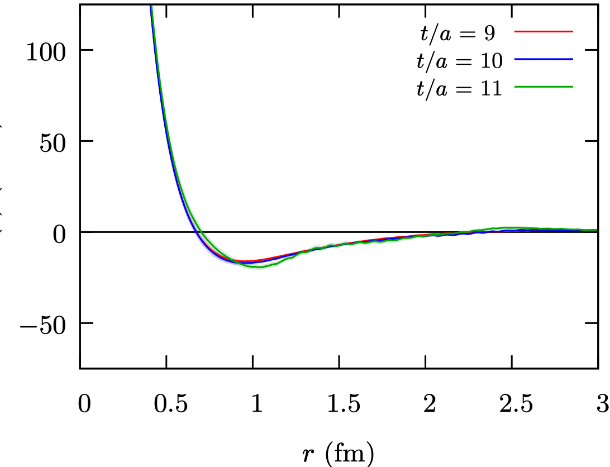 t/a = 9
t/a = 10
t/a = 11
100
50
0
−50
0 0.5 1 1.5 2 2.5 3
r (fm)